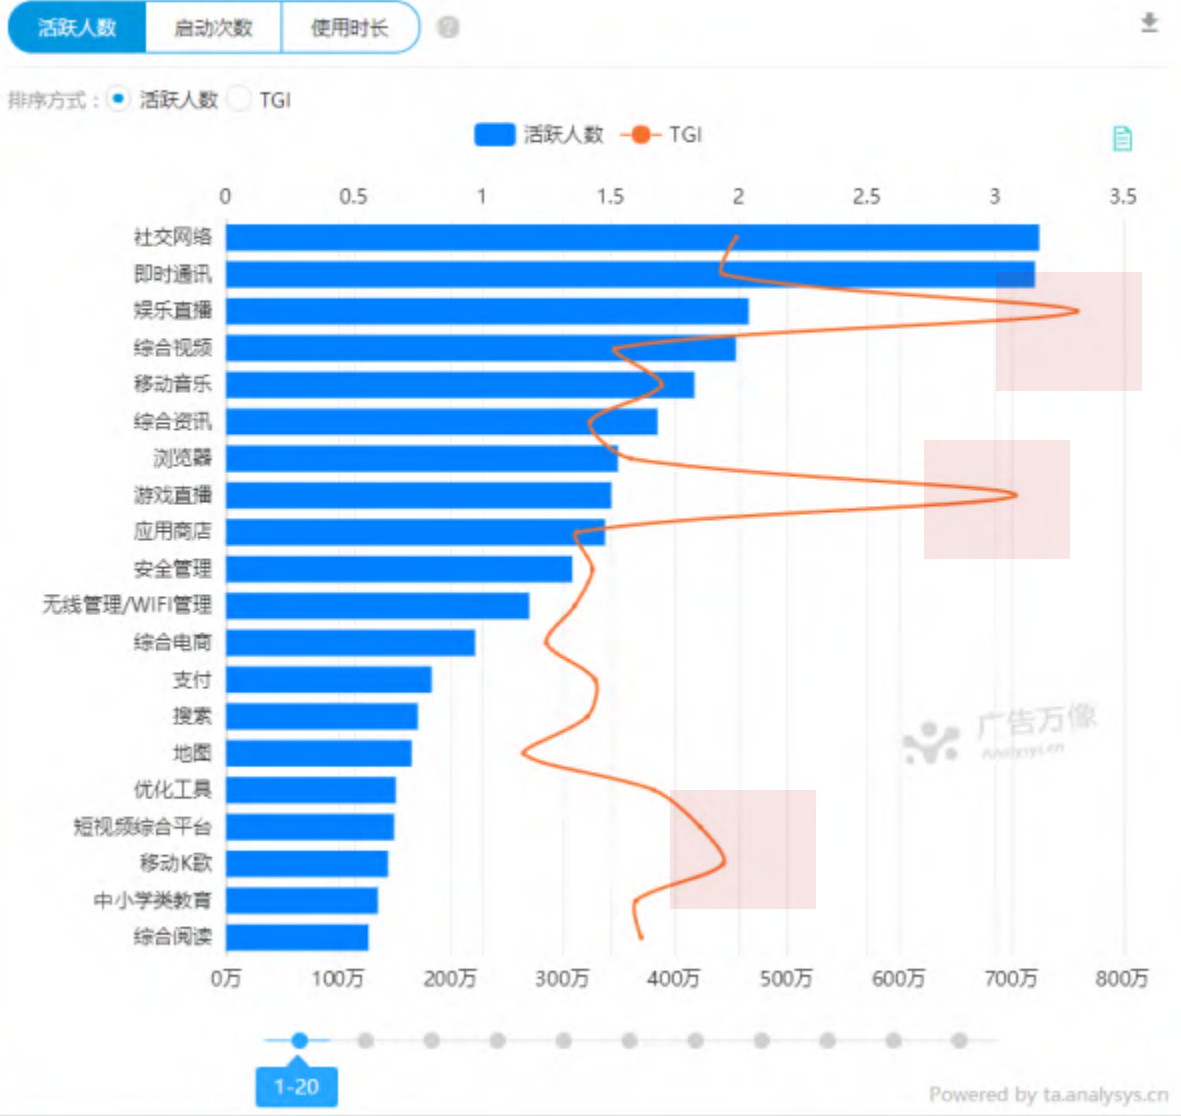 活跃人数 启动次数 使用时长 ?
排序方式： 活跃人数 TGI
活跃人数 TGI
0 0.5 1 1.5 2 2.5 3 3.5
社交网络
即时通讯
娱乐直播
综合视频
移动音乐
综合资讯
浏览器
游戏直播
应用商店
安全管理
无线管理/WIFI管理
综合电商
支付
搜索
地图
优化工具
短视频综合平台
移动K歌
中小学类教育
综合阅读
广告万像
Analysys.cn
0万 100万 200万 300万 400万 500万 600万 700万 800万
1-20
Powered by ta.analysys.cn